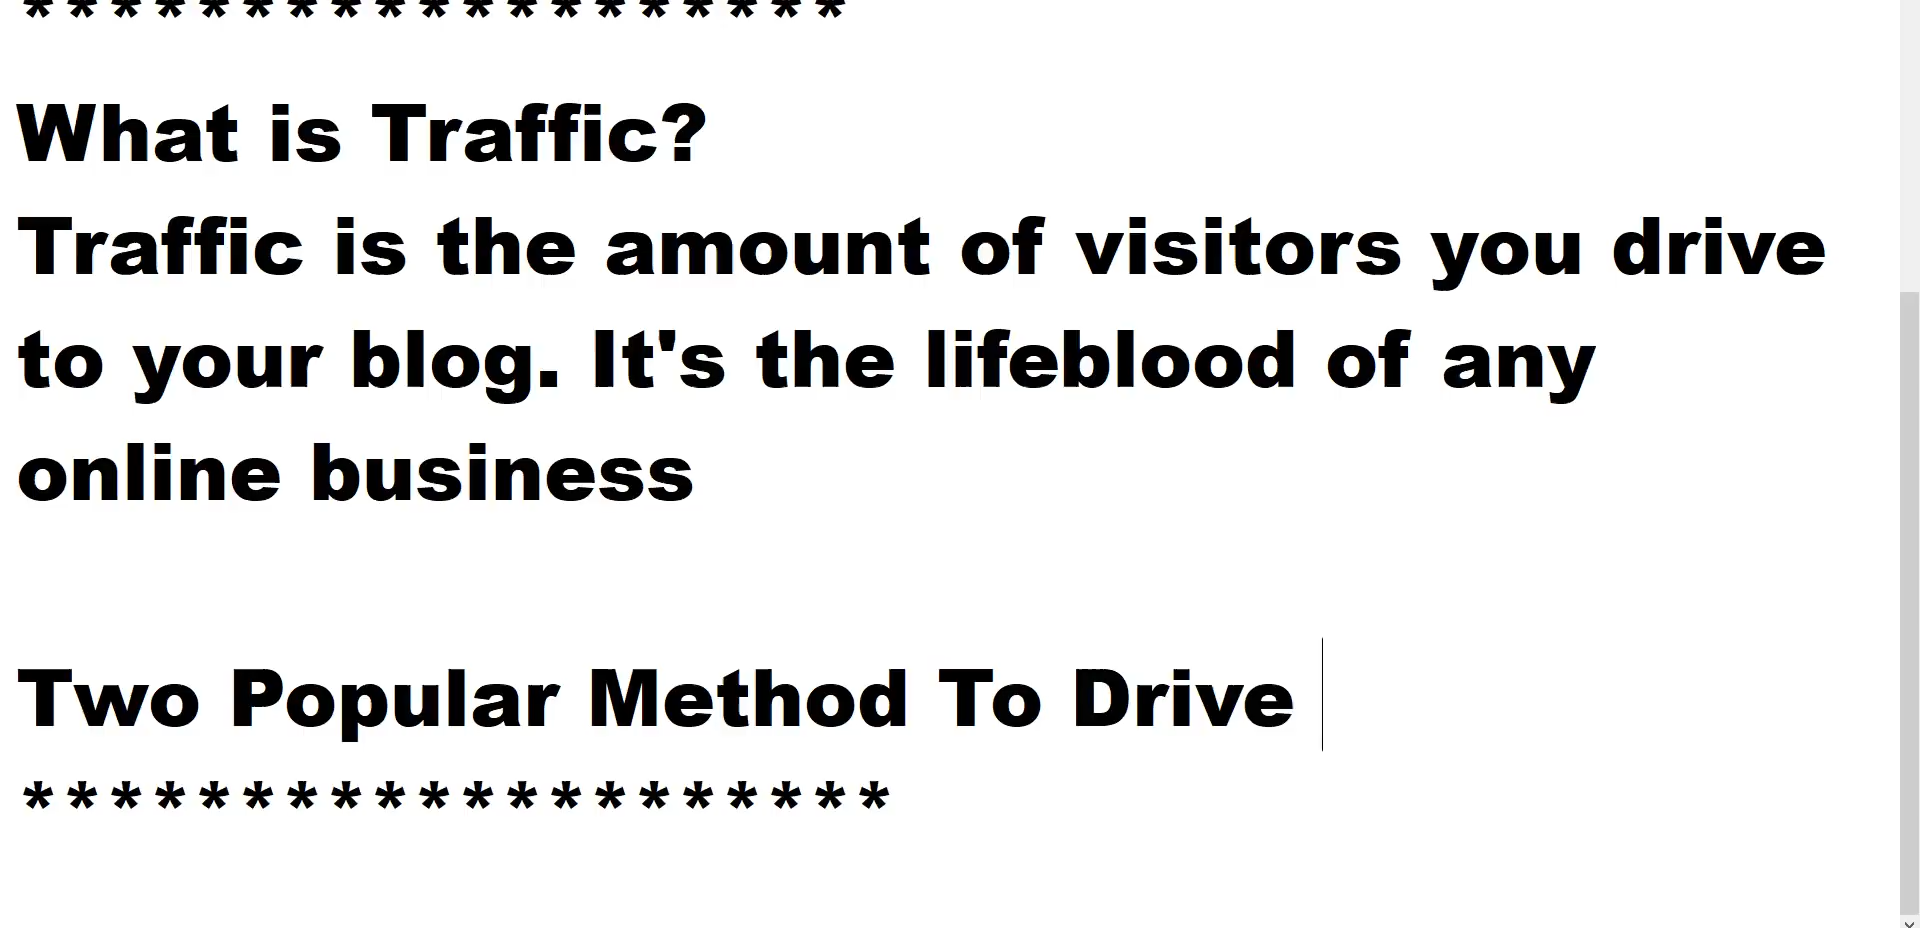 *******************
What is Traffic?
Traffic is the amount of visitors you drive
to your blog. It's the lifeblood of any
online business
Two Popular Method To Drive
********************